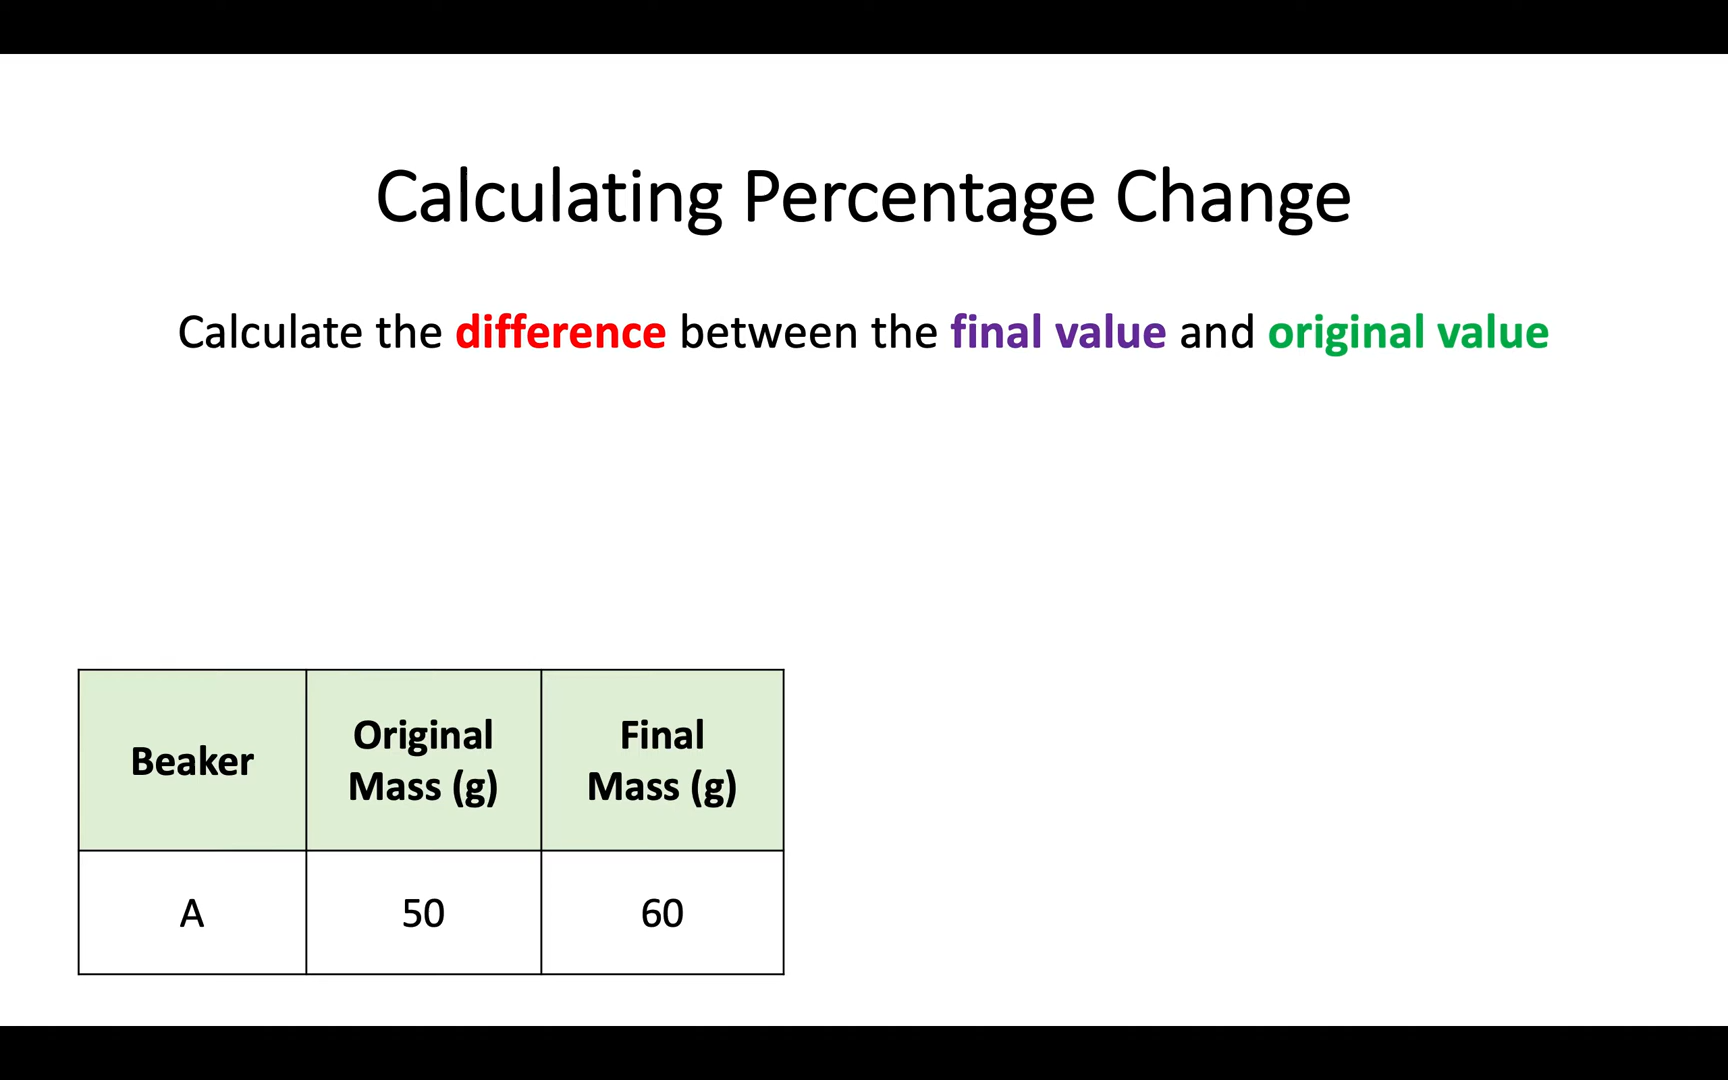 Calculating Percentage Change
Calculate the difference between the final value and original value
Beaker
Original
Mass (g)
Final
Mass (g)
A
50
60